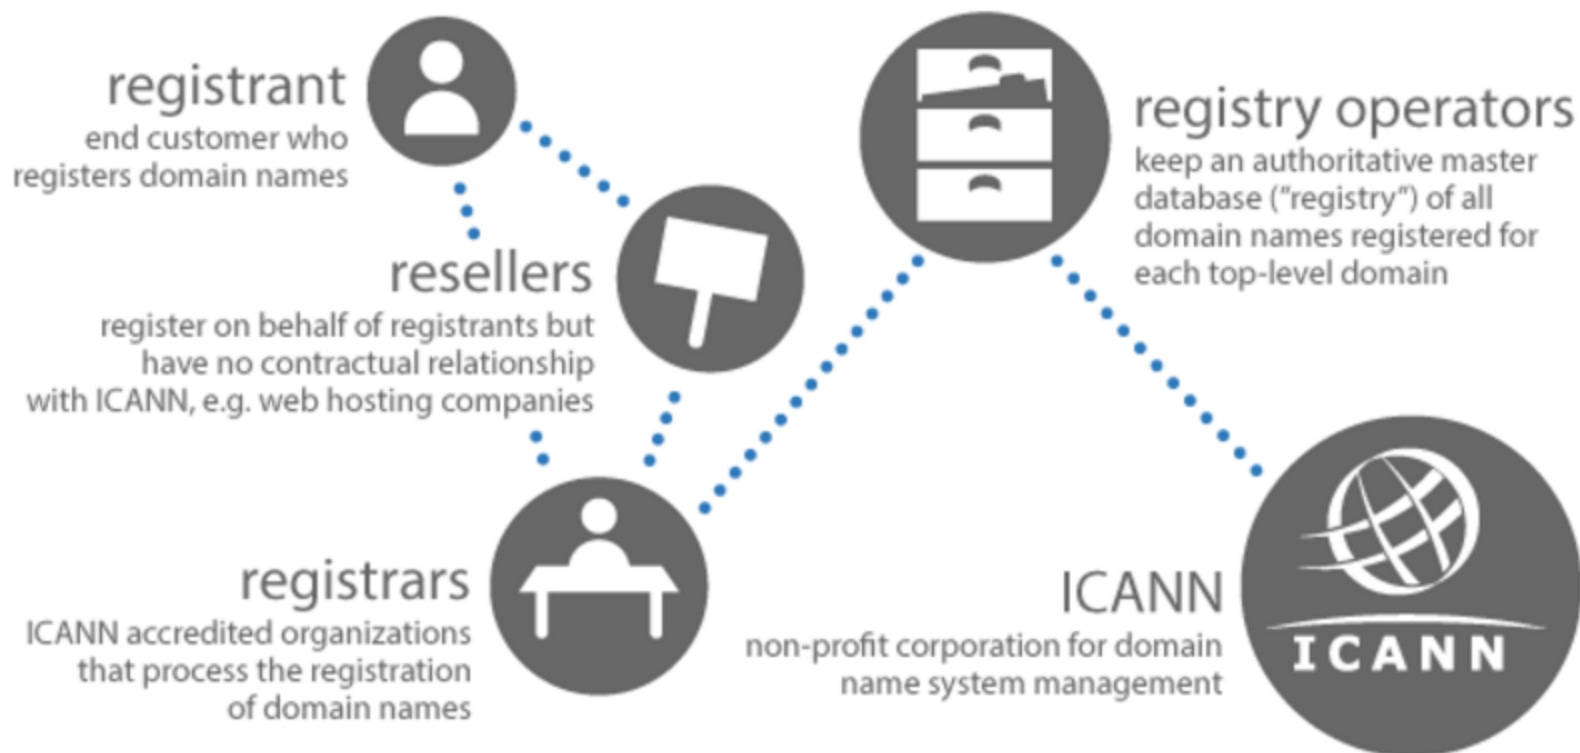 registrant
end customer who
registers domain names
resellers
register on behalf of registrants but
have no contractual relationship
with ICANN, e.g. web hosting companies
registrars
ICANN accredited organizations
that process the registration
of domain names
registry operators
keep an authoritative master
database ("registry") of all
domain names registered for
each top-level domain
ICANN
non-profit corporation for domain
name system management
ICANN